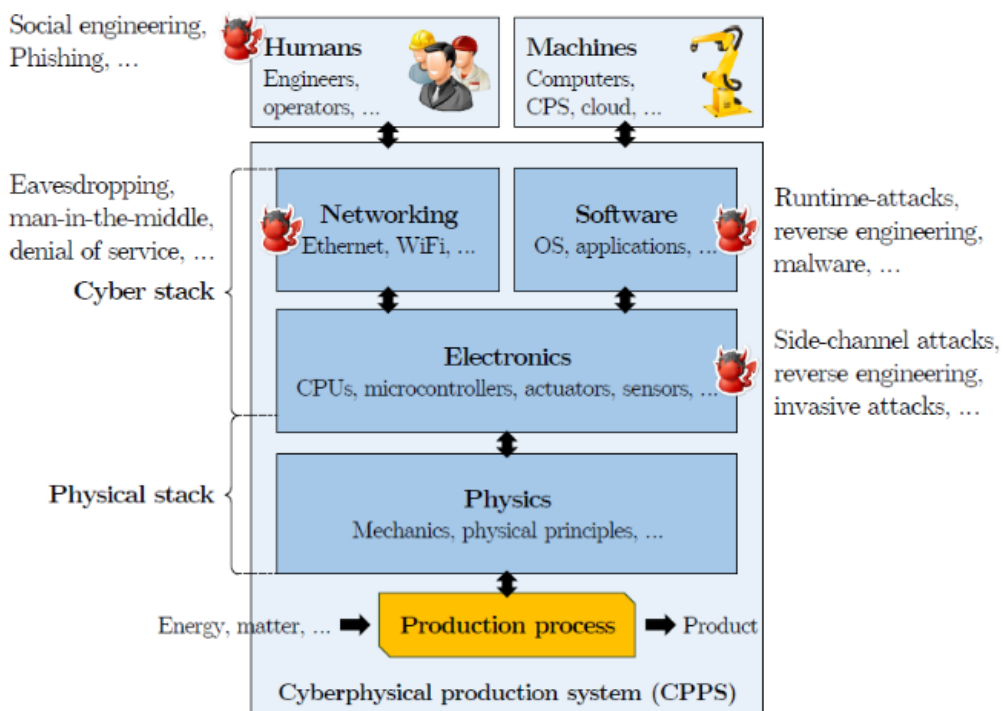 Social engineering,
Phishing, ...
Humans
Engineers,
operators, ...
Machines
Computers,
CPS, cloud, ...
Eavesdropping,
man-in-the-middle,
denial of service, ...
Cyber stack
Networking
Ethernet, WiFi, ...
Software
OS, applications, ...
Runtime-attacks,
reverse engineering,
malware, ...
Electronics
CPUs, microcontrollers, actuators, sensors, ...
Side-channel attacks,
reverse engineering,
invasive attacks, ...
Physical stack
Physics
Mechanics, physical principles, ...
Energy, matter, ...
Production process
Product
Cyberphysical production system (CPPS)